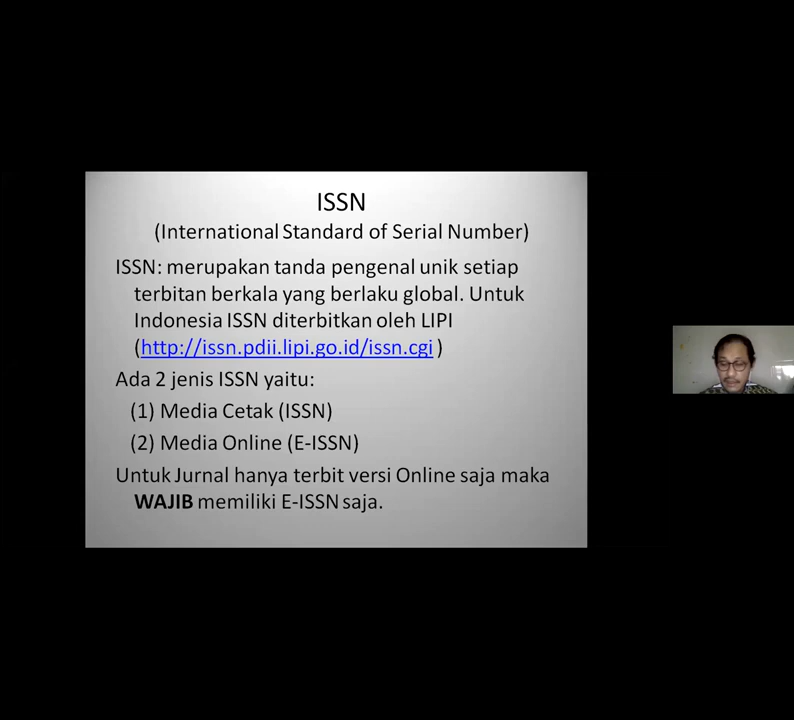 ISSN
(International Standard of Serial Number)
ISSN: merupakan tanda pengenal unik setiap
terbitan berkala yang berlaku global. Untuk
Indonesia ISSN diterbitkan oleh LIPI
(http://issn.pdii.lipi.go.id/issn.cgi )
Ada 2 jenis ISSN yaitu:
(1) Media Cetak (ISSN)
(2) Media Online (E-ISSN)
Untuk Jurnal hanya terbit versi Online saja maka
WAJIB memiliki E-ISSN saja.